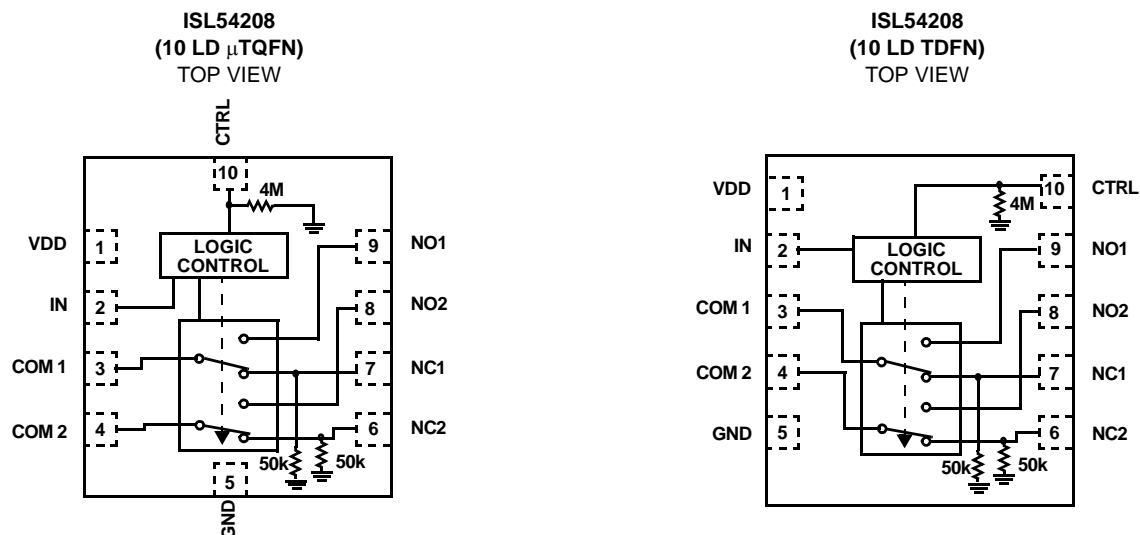 ISL54208
(10 LD μTQFN)
TOP VIEW
CTRL
10
4M
LOGIC
CONTROL
VDD
1
9
NO1
IN
2
8
NO2
COM 1
3
7
NC1
COM 2
4
6
NC2
50k
50k
5
GND
ISL54208
(10 LD TDFN)
TOP VIEW
VDD
1
10
CTRL
4M
IN
2
LOGIC
CONTROL
9
NO1
COM 1
3
8
NO2
COM 2
4
7
NC1
GND
5
6
NC2
50k
50k